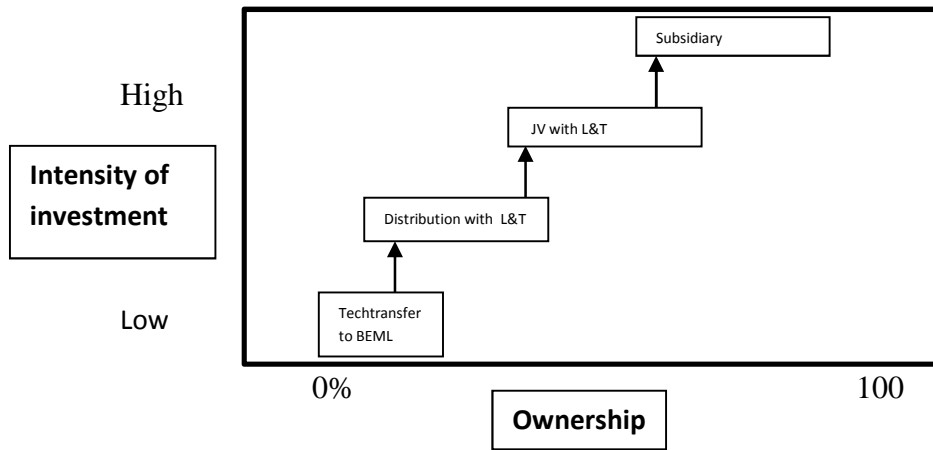 Subsidiary
High
JV with L&T
Intensity of
investment
Distribution with L&T
Low
Techtransfer
to BEML
0%
100
Ownership